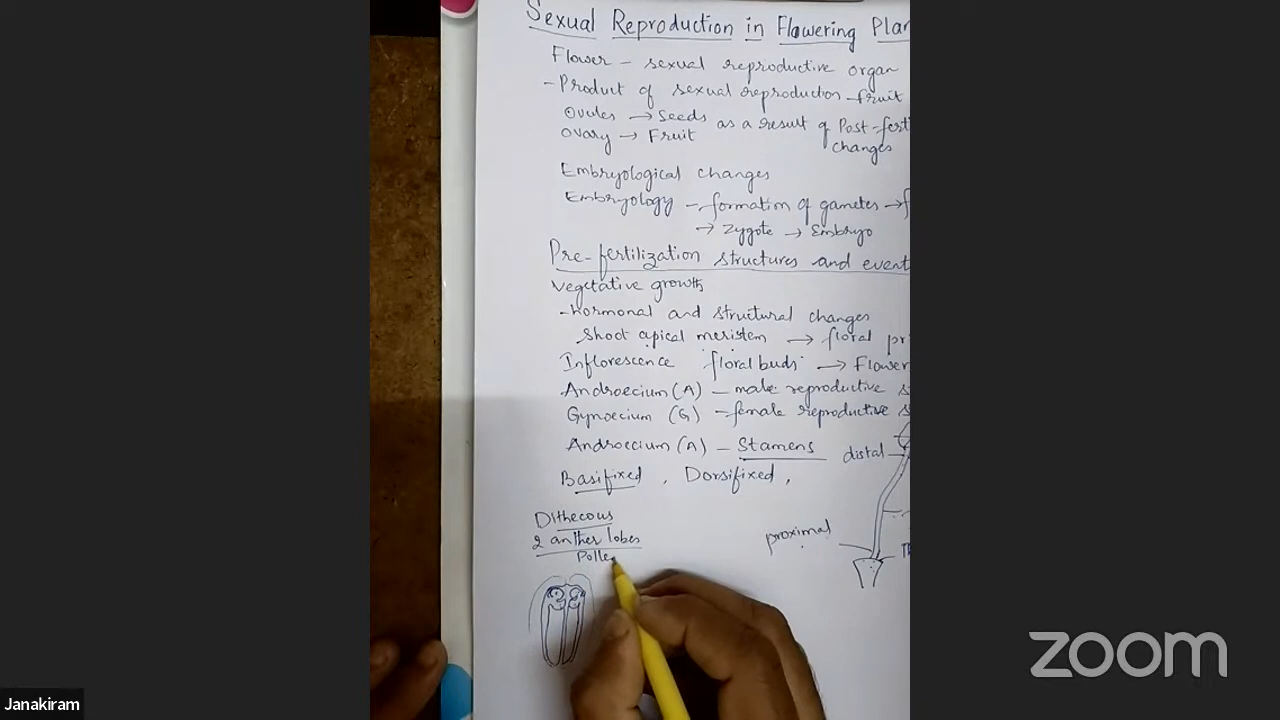 Sexual Reproduction in Flowering Plan
Flower - sexual reproductive organ
- Product of sexual reproduction - fruit
Ovules → Seeds as a result of Post-ferti
Ovary → Fruit changes
Embryological changes
Embryology - formation of gametes → f
→ Zygote → Embryo
Pre-fertilization structures and event
Vegetative growth
- Hormonal and structural changes
Shoot apical meristem → floral pr
Inflorescence floral buds → Flower
Androecium (A) - male reproductive s
Gynoecium (G) - female reproductive s
Androecium (A) - Stamens
distal
Basifixed , Dorsifixed ,
Dithecous
2 anther lobes
Polle
proximal
Th
zoom
Janakiram